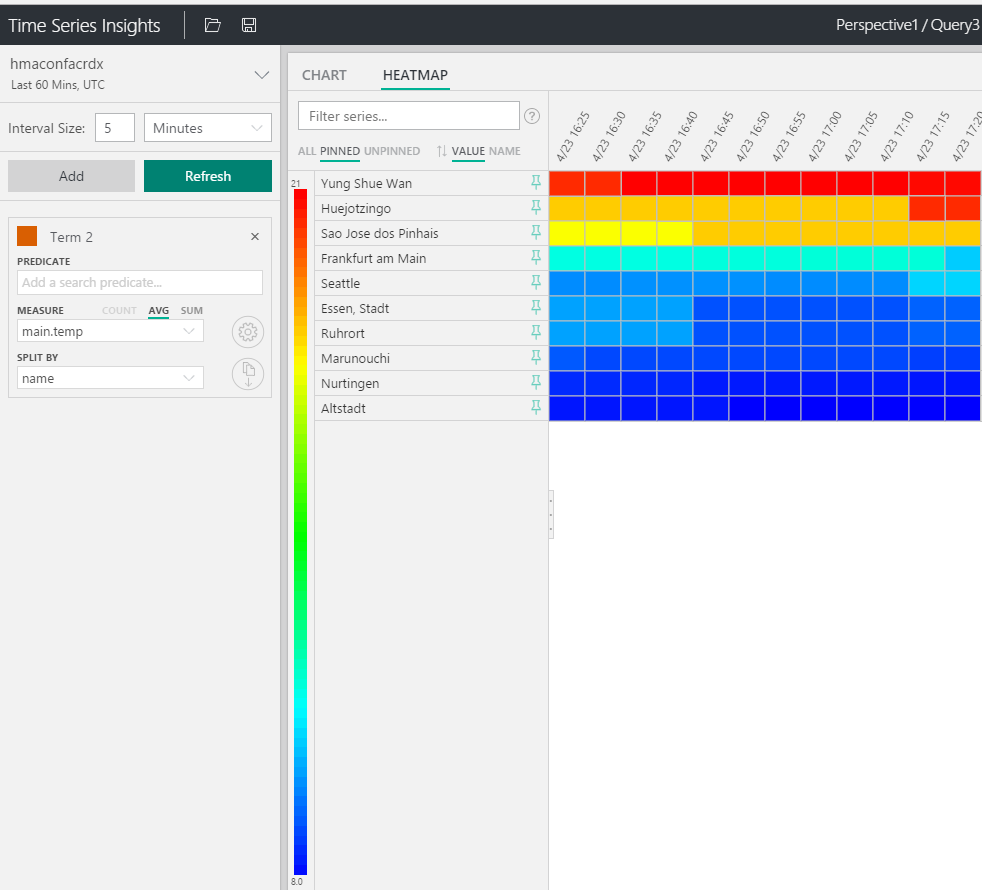 Time Series Insights
Perspective1 / Query3
hmaconfacrdx
Last 60 Mins, UTC
Interval Size: 5 Minutes
Add Refresh
Term 2 ×
PREDICATE
Add a search predicate...
MEASURE COUNT AVG SUM
main.temp
SPLIT BY
name
CHART HEATMAP
Filter series... ?
ALL PINNED UNPINNED VALUE NAME
4/23 16:25
4/23 16:30
4/23 16:35
4/23 16:40
4/23 16:45
4/23 16:50
4/23 16:55
4/23 17:00
4/23 17:05
4/23 17:10
4/23 17:15
4/23 17:20
21
Yung Shue Wan
Huejotzingo
Sao Jose dos Pinhais
Frankfurt am Main
Seattle
Essen, Stadt
Ruhrort
Marunouchi
Nurtingen
Altstadt
8.0